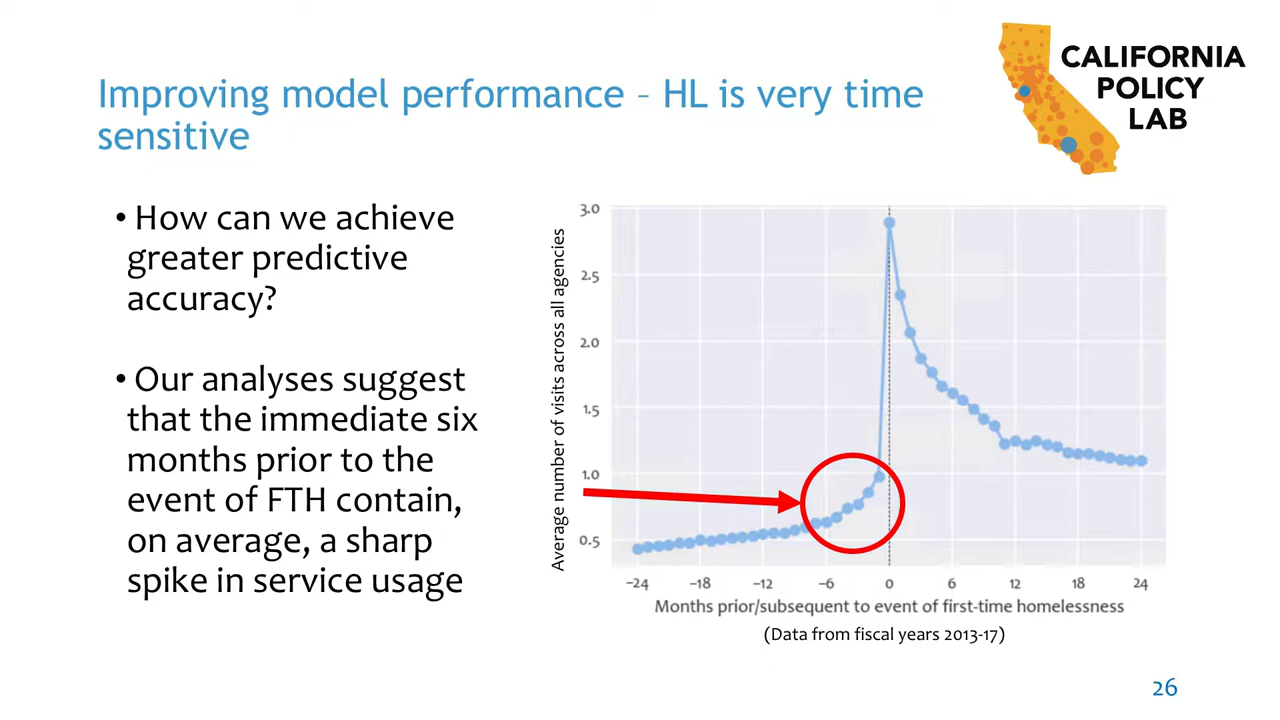 CALIFORNIA
POLICY
LAB
Improving model performance – HL is very time
sensitive
• How can we achieve
greater predictive
accuracy?
• Our analyses suggest
that the immediate six
months prior to the
event of FTH contain,
on average, a sharp
spike in service usage
Average number of visits across all agencies
3.0
2.5
2.0
1.5
1.0
0.5
−24 −18 −12 −6 0 6 12 18 24
Months prior/subsequent to event of first-time homelessness
(Data from fiscal years 2013-17)
26